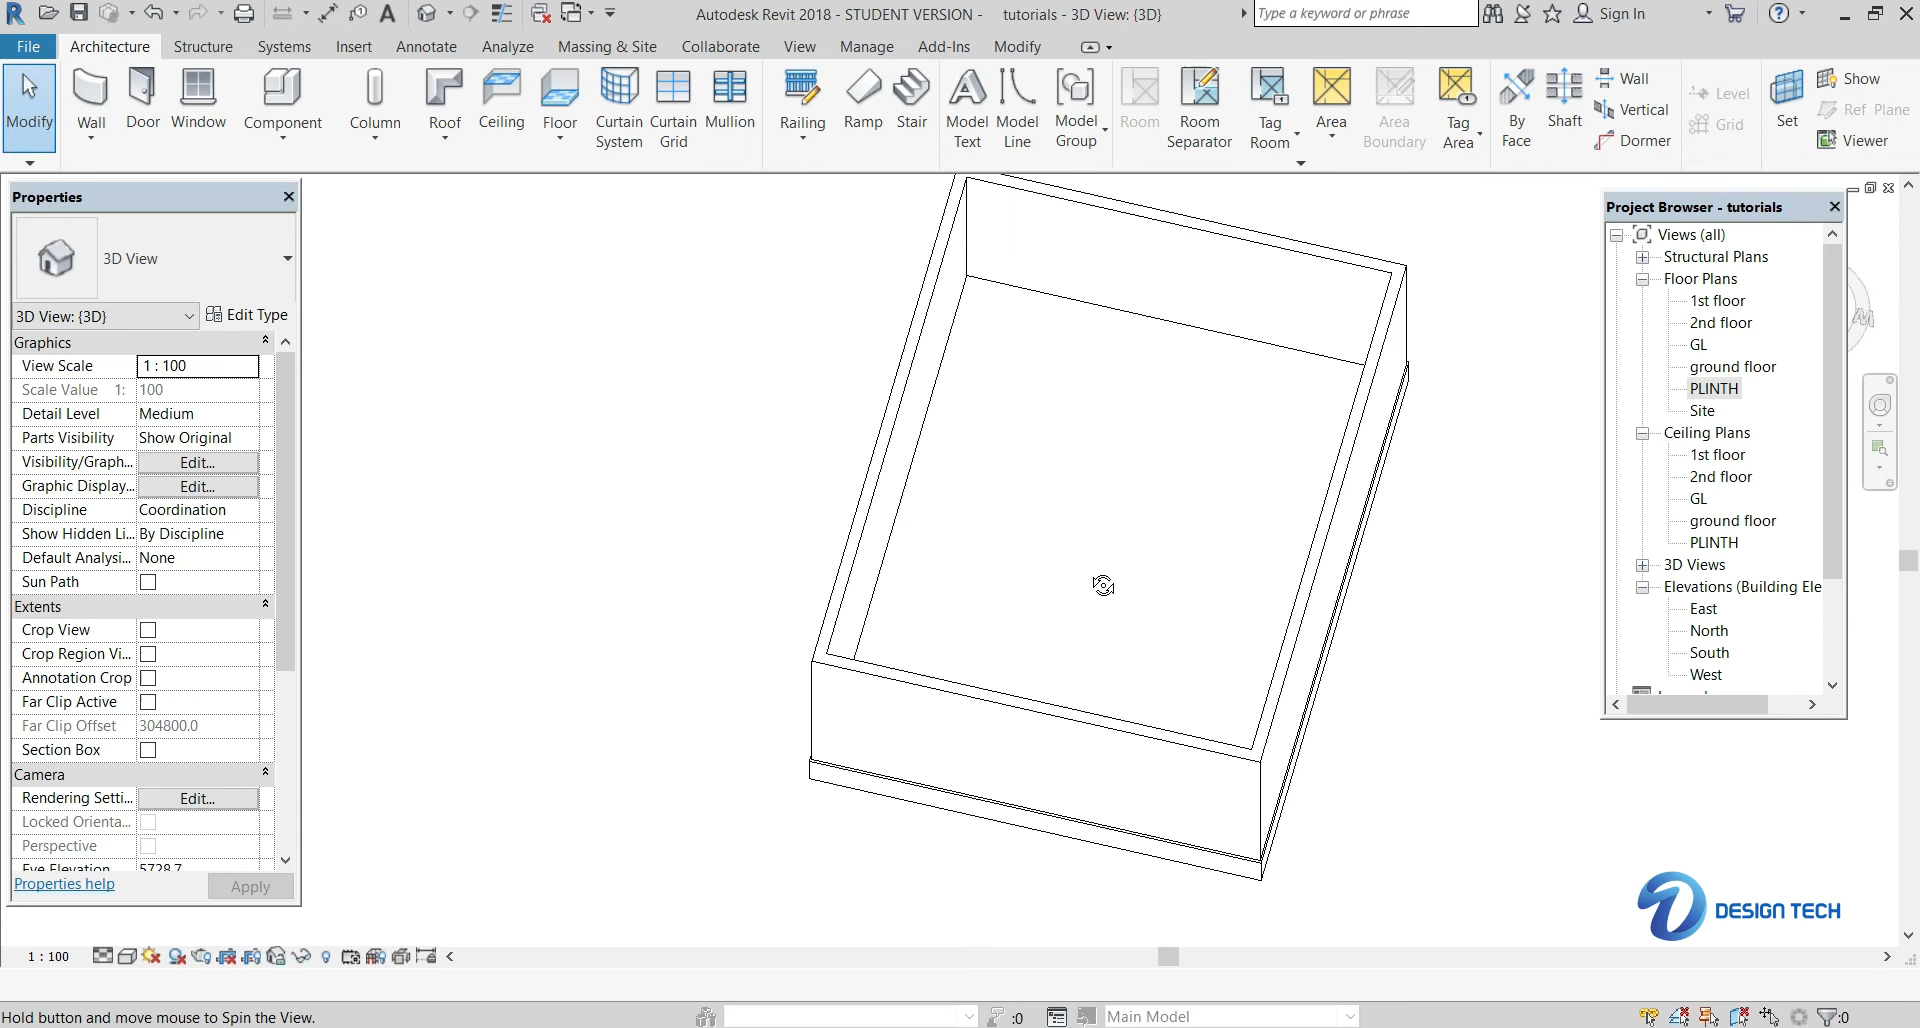 Autodesk Revit 2018 - STUDENT VERSION - tutorials - 3D View: {3D}
Type a keyword or phrase
Sign In
File Architecture Structure Systems Insert Annotate Analyze Massing & Site Collaborate View Manage Add-Ins Modify
Modify Wall Door Window Component Column Roof Ceiling Floor Curtain System Curtain Grid Mullion Railing Ramp Stair Model Text Model Line Model Group Room Room Separator Tag Room Area Area Boundary Tag Area By Face Shaft
Wall
Vertical
Dormer
Level
Grid
Set
Show
Ref Plane
Viewer
Properties
3D View
3D View: {3D} Edit Type
Graphics
View Scale 1 : 100
Scale Value 1: 100
Detail Level Medium
Parts Visibility Show Original
Visibility/Graph... Edit...
Graphic Display... Edit...
Discipline Coordination
Show Hidden Li... By Discipline
Default Analysi... None
Sun Path
Extents
Crop View
Crop Region Vi...
Annotation Crop
Far Clip Active
Far Clip Offset 304800.0
Section Box
Camera
Rendering Setti... Edit...
Locked Orienta...
Perspective
Eye Elevation 5728.7
Properties help Apply
Project Browser - tutorials
Views (all)
Structural Plans
Floor Plans
1st floor
2nd floor
GL
ground floor
PLINTH
Site
Ceiling Plans
1st floor
2nd floor
GL
ground floor
PLINTH
3D Views
Elevations (Building Ele
East
North
South
West
DESIGN TECH
1 : 100
Hold button and move mouse to Spin the View.
:0
Main Model
:0